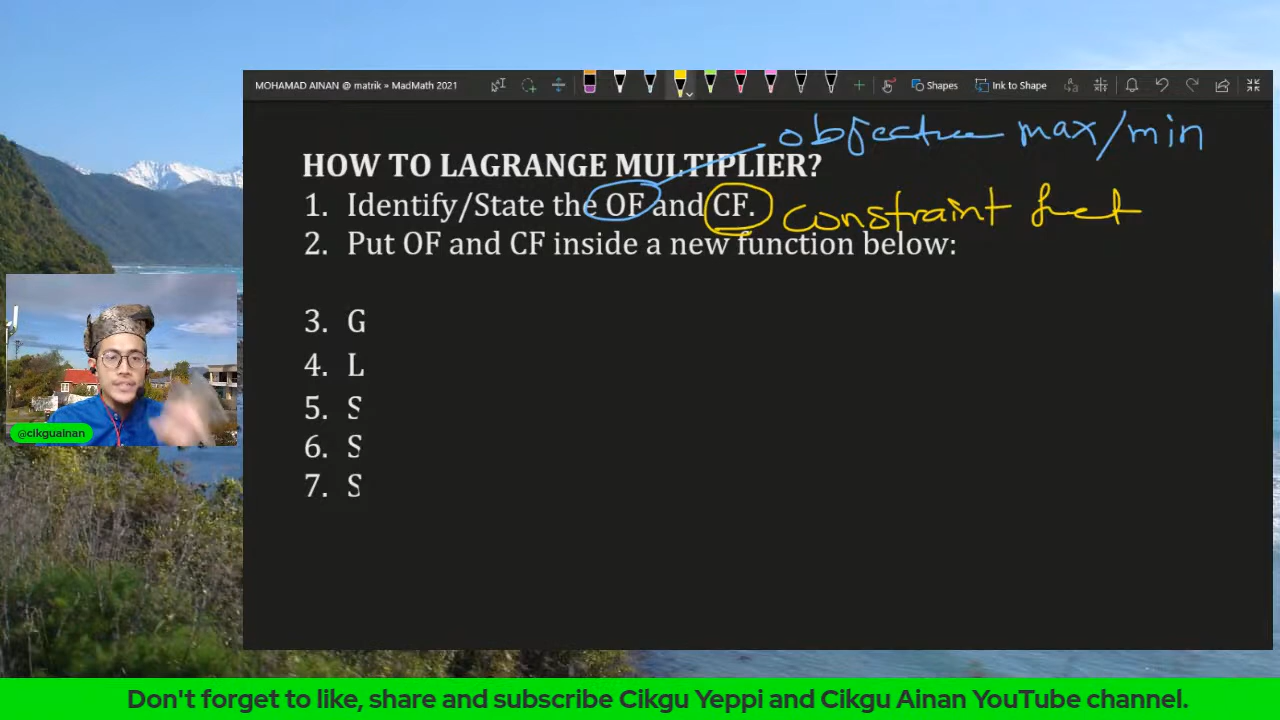 MOHAMAD AINAN @ matrik » MadMath 2021
Shapes
Ink to Shape
objective max/min
HOW TO LAGRANGE MULTIPLIER?
1. Identify/State the OF and CF. constraint funct
2. Put OF and CF inside a new function below:
3. G
4. L
5. S
6. S
7. S
@cikguainan
Don't forget to like, share and subscribe Cikgu Yeppi and Cikgu Ainan YouTube channel.